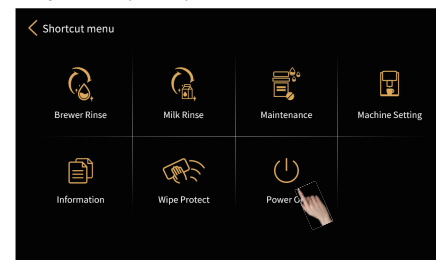 Shortcut menu
Brewer Rinse
Milk Rinse
Maintenance
Machine Setting
Information
Wipe Protect
Power